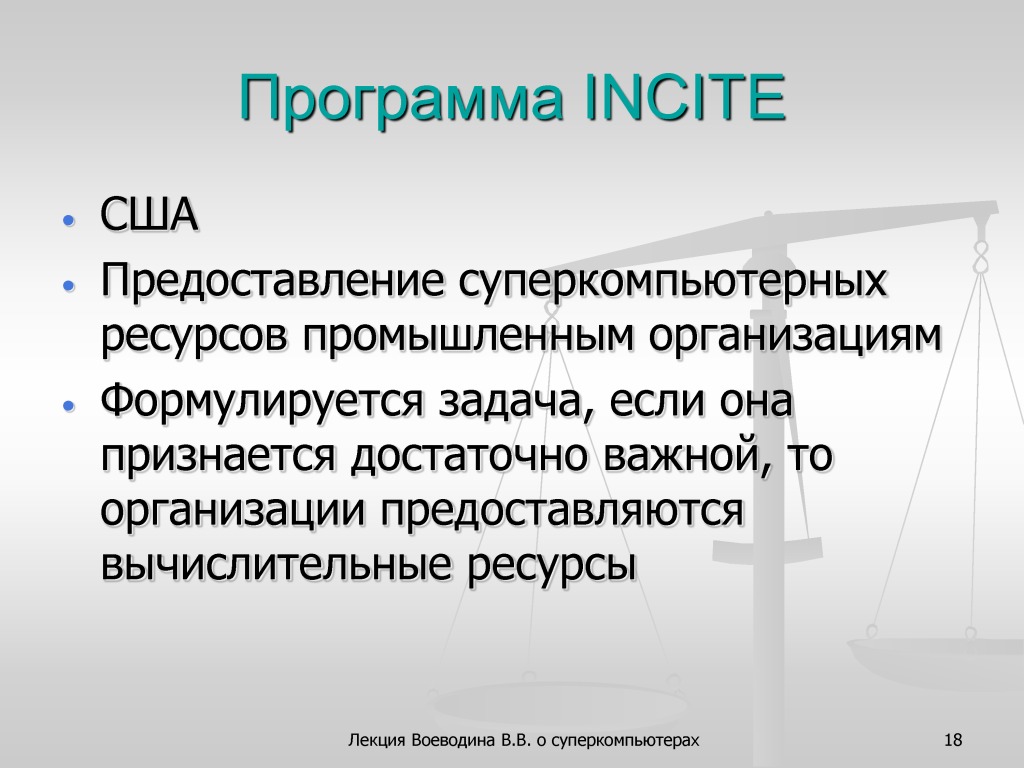 Программа INCITE
• США
• Предоставление суперкомпьютерных
ресурсов промышленным организациям
• Формулируется задача, если она
признается достаточно важной, то
организации предоставляются
вычислительные ресурсы
Лекция Воеводина В.В. о суперкомпьютерах
18